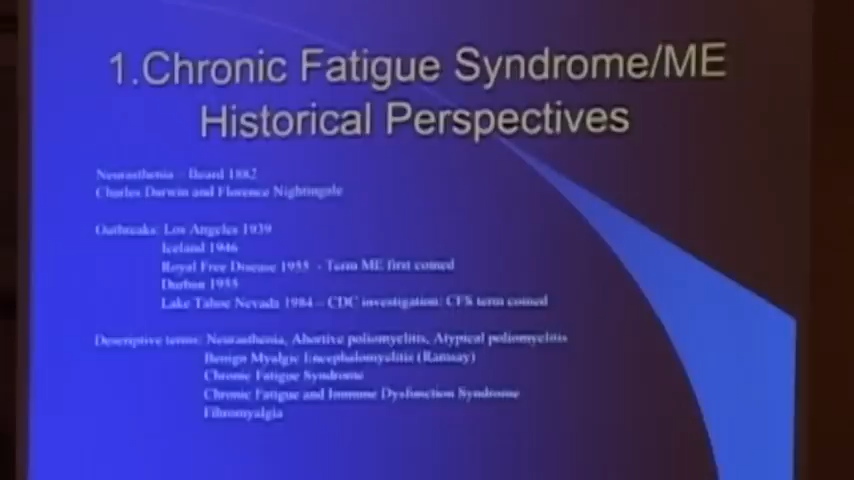 1.Chronic Fatigue Syndrome/ME
Historical Perspectives
Neurasthenia – Beard 1882
Charles Darwin and Florence Nightingale
Outbreaks: Los Angeles 1939
Iceland 1946
Royal Free Disease 1955 - Term ME first coined
Durban 1955
Lake Tahoe Nevada 1984 – CDC investigation: CFS term coined
Descriptive terms: Neurasthenia, Abortive poliomyelitis, Atypical poliomyelitis
Benign Myalgic Encephalomyelitis (Ramsay)
Chronic Fatigue Syndrome
Chronic Fatigue and Immune Dysfunction Syndrome
Fibromyalgia